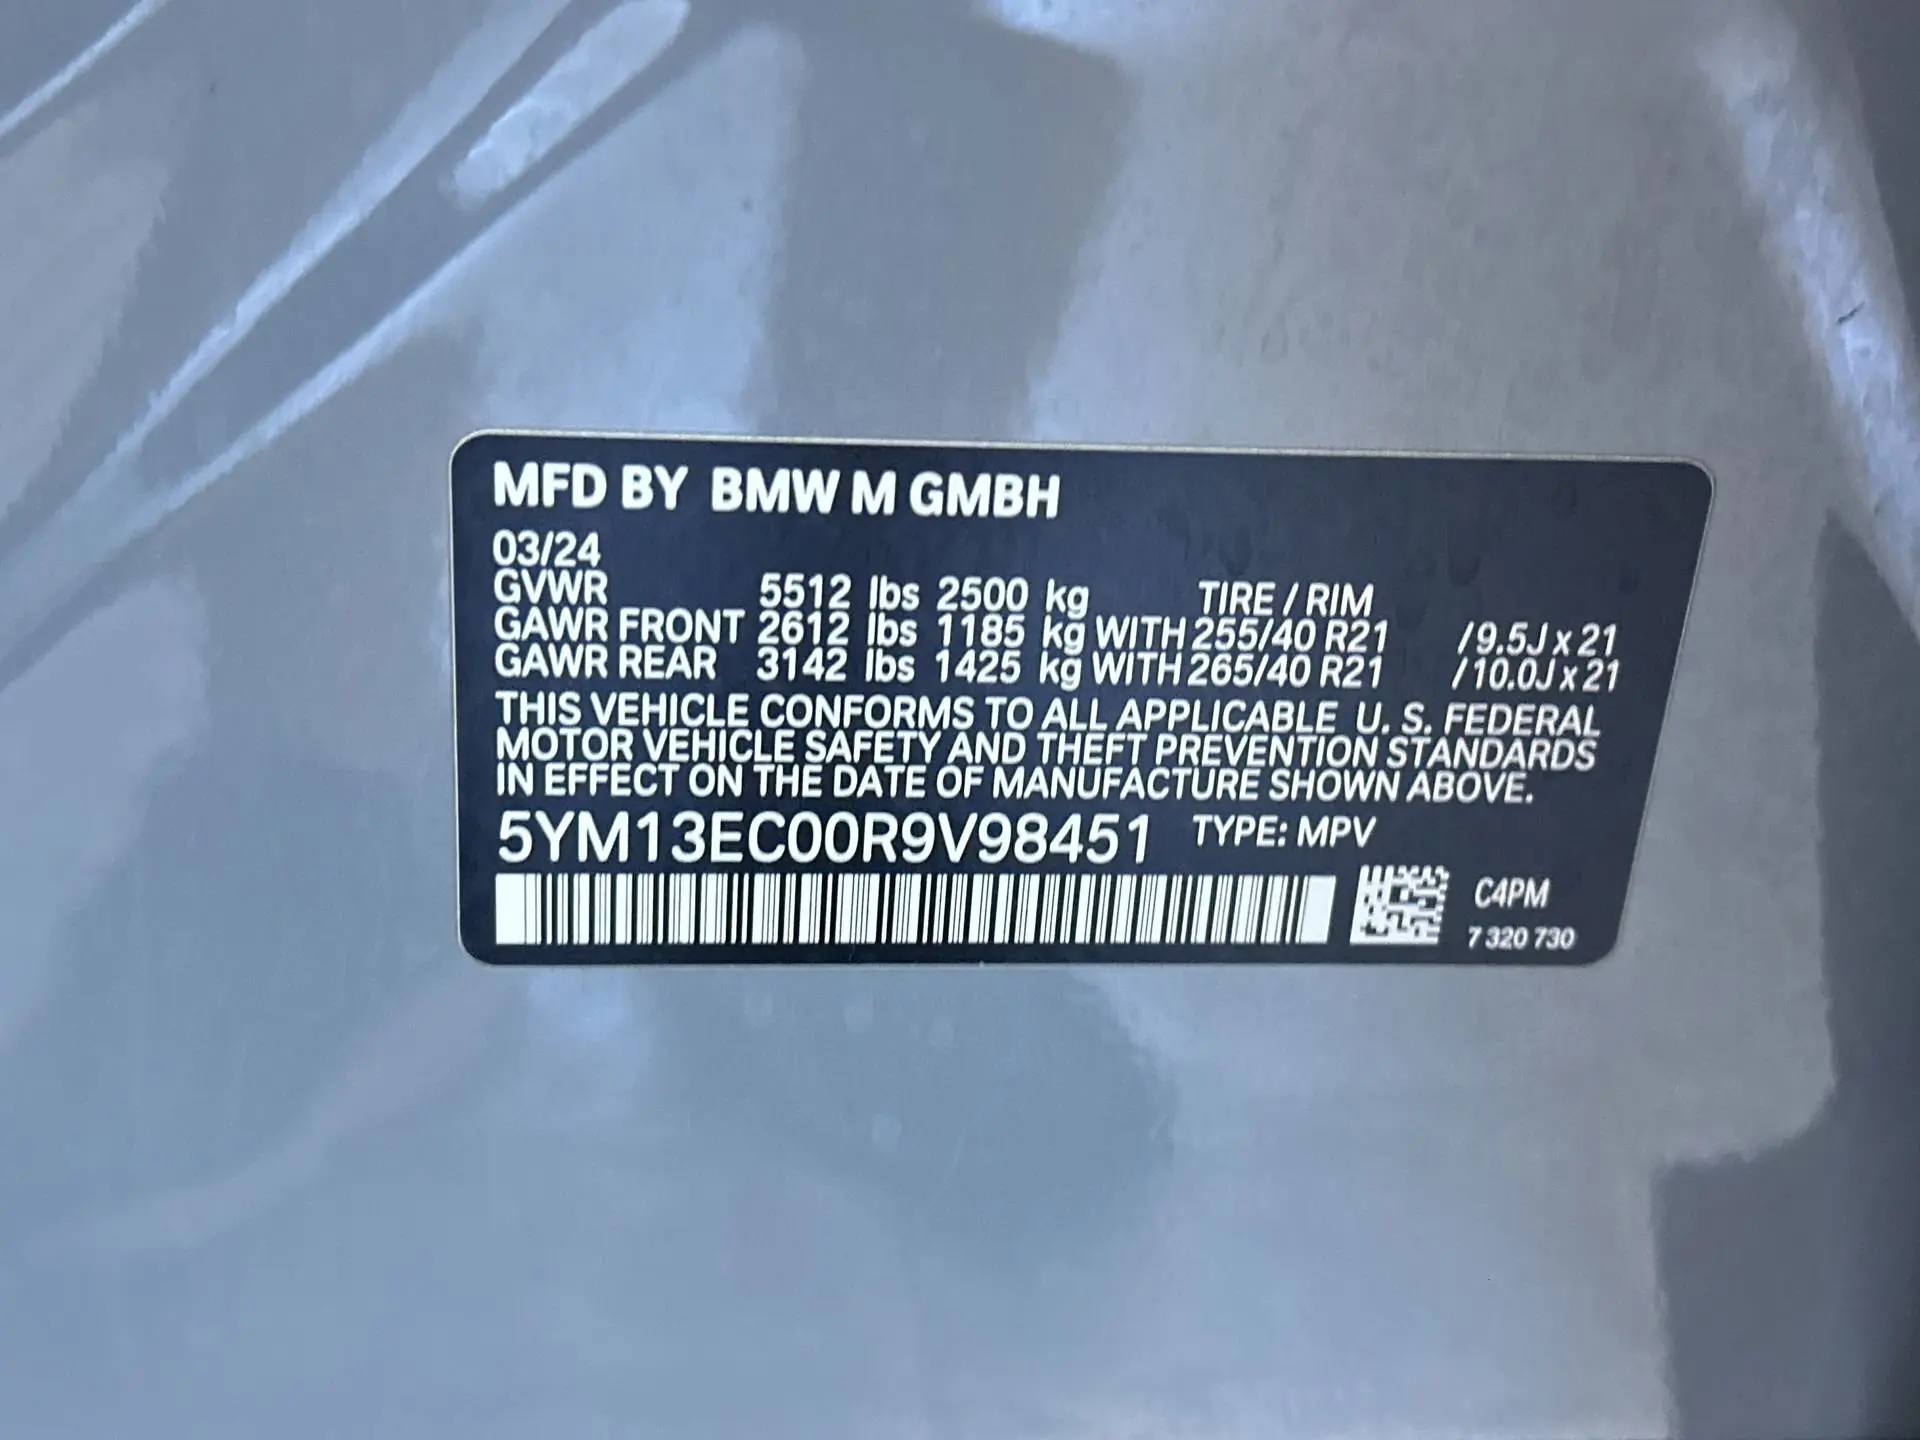 MFD BY BMW M GMBH
03/24
GVWR 5512 lbs 2500 kg TIRE / RIM
GAWR FRONT 2612 lbs 1185 kg WITH 255/40 R21 /9.5J x 21
GAWR REAR 3142 lbs 1425 kg WITH 265/40 R21 /10.0J x 21
THIS VEHICLE CONFORMS TO ALL APPLICABLE U. S. FEDERAL
MOTOR VEHICLE SAFETY AND THEFT PREVENTION STANDARDS
IN EFFECT ON THE DATE OF MANUFACTURE SHOWN ABOVE.
5YM13EC00R9V98451 TYPE: MPV
C4PM
7 320 730